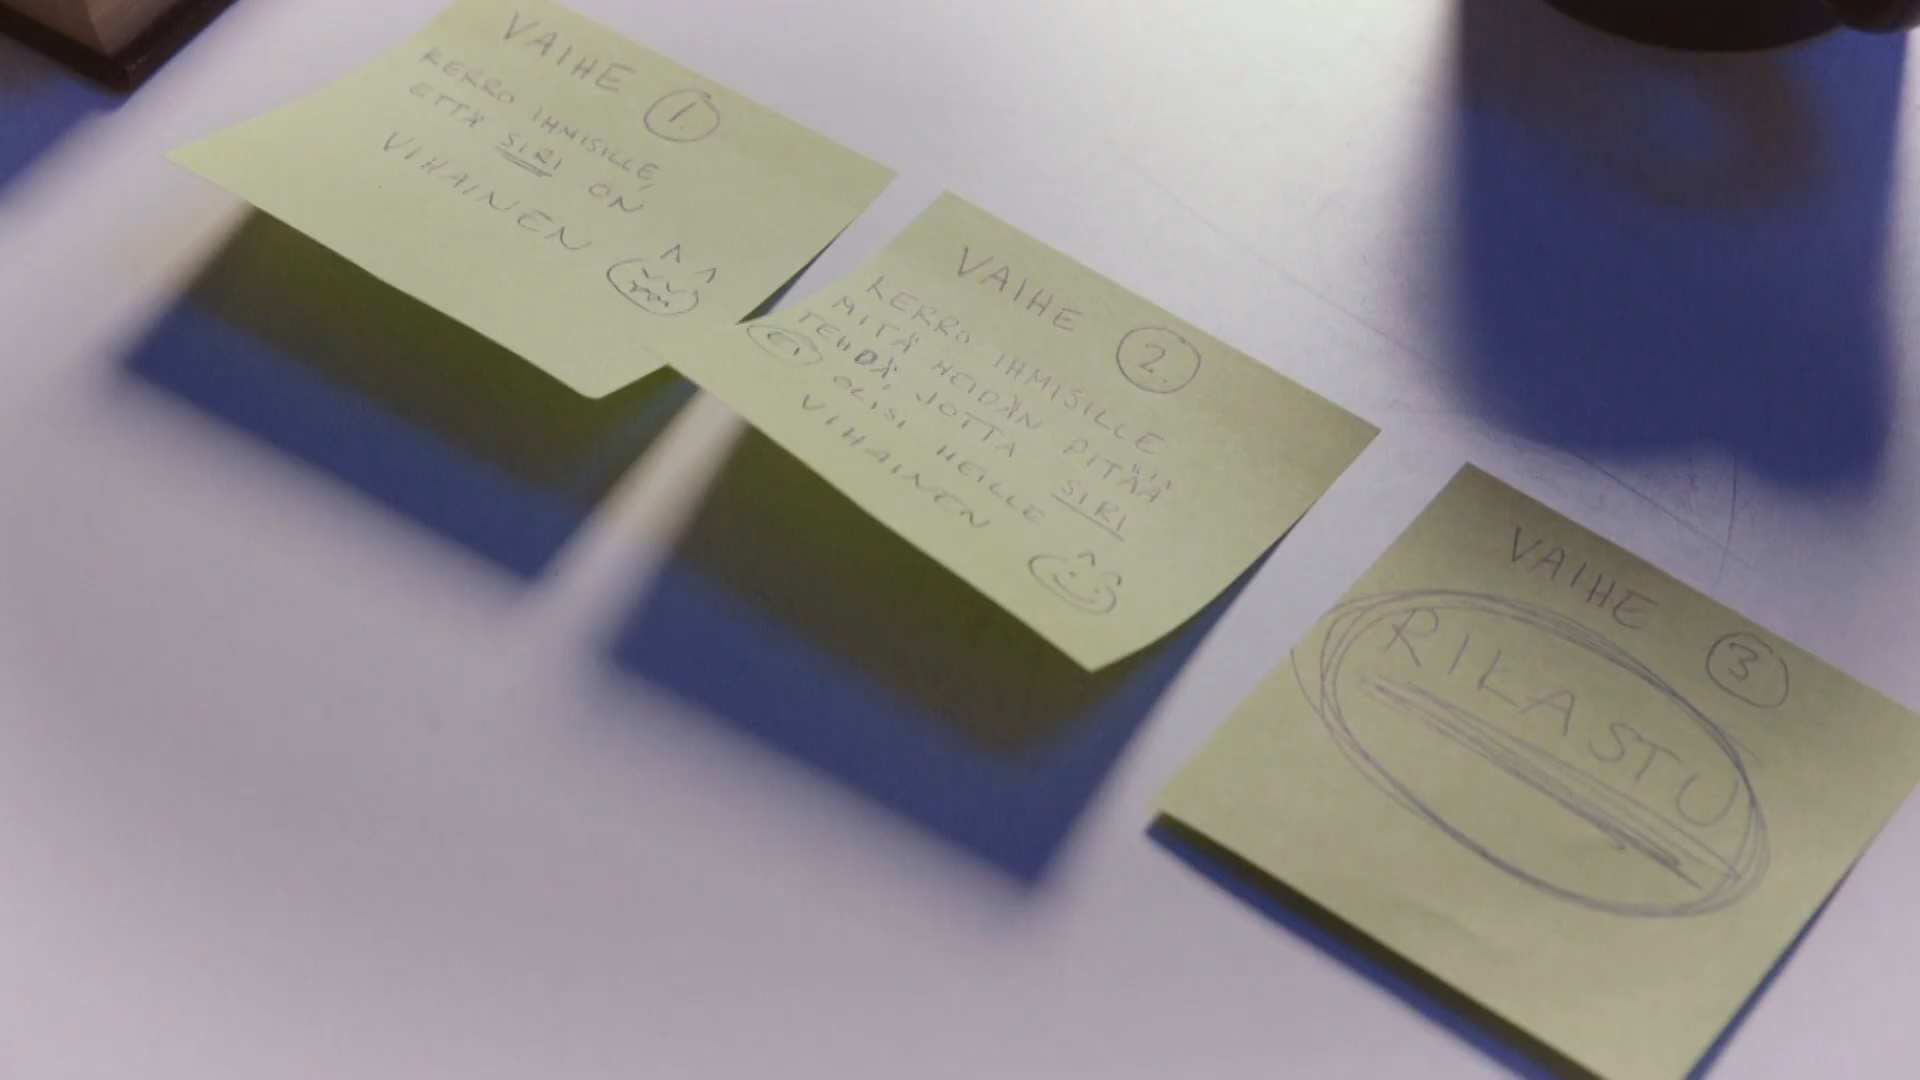 VAIHE 1.
KERRO IHMISILLE,
ETTÄ SIRI ON
VIHAINEN
VAIHE 2.
KERRO IHMISILLE
MITÄ HEIDÄN PITÄÄ
TEHDÄ, JOTTA SIRI
EI OLISI HEILLE
VIHAINEN
VAIHE 3
RIKASTU